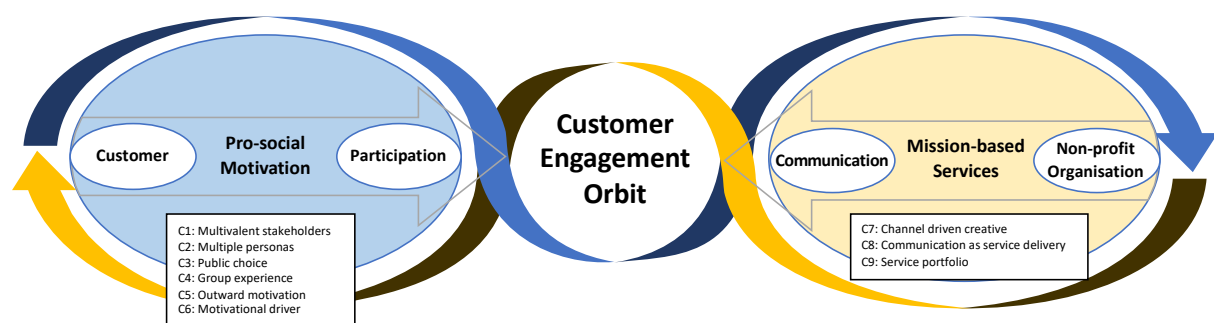 Customer
Pro-social
Motivation
Participation
C1: Multivalent stakeholders
C2: Multiple personas
C3: Public choice
C4: Group experience
C5: Outward motivation
C6: Motivational driver
Customer
Engagement
Orbit
Communication
Mission-based
Services
Non-profit
Organisation
C7: Channel driven creative
C8: Communication as service delivery
C9: Service portfolio